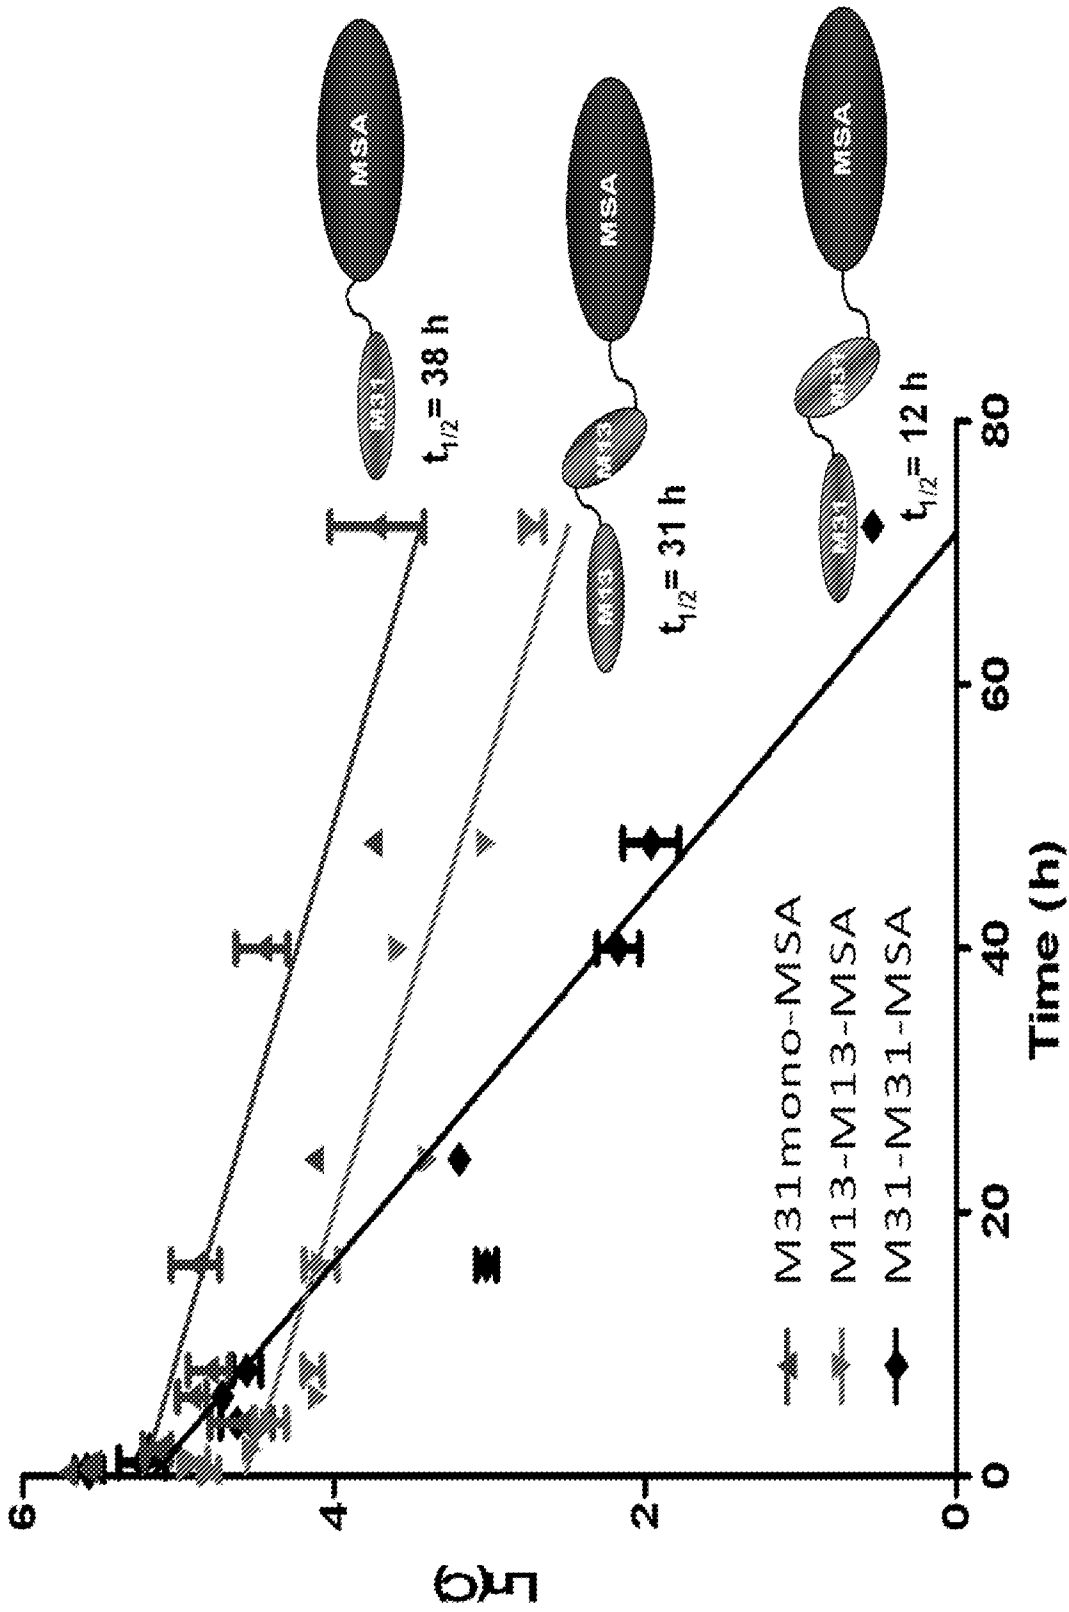 Ln(C)
6
4
2
0
0
20
40
60
80
Time (h)
M31mono-MSA
M13-M13-MSA
M31-M31-MSA
M31
MSA
t1/2= 38 h
M13
M13
MSA
t1/2= 31 h
M31
M31
MSA
t1/2= 12 h